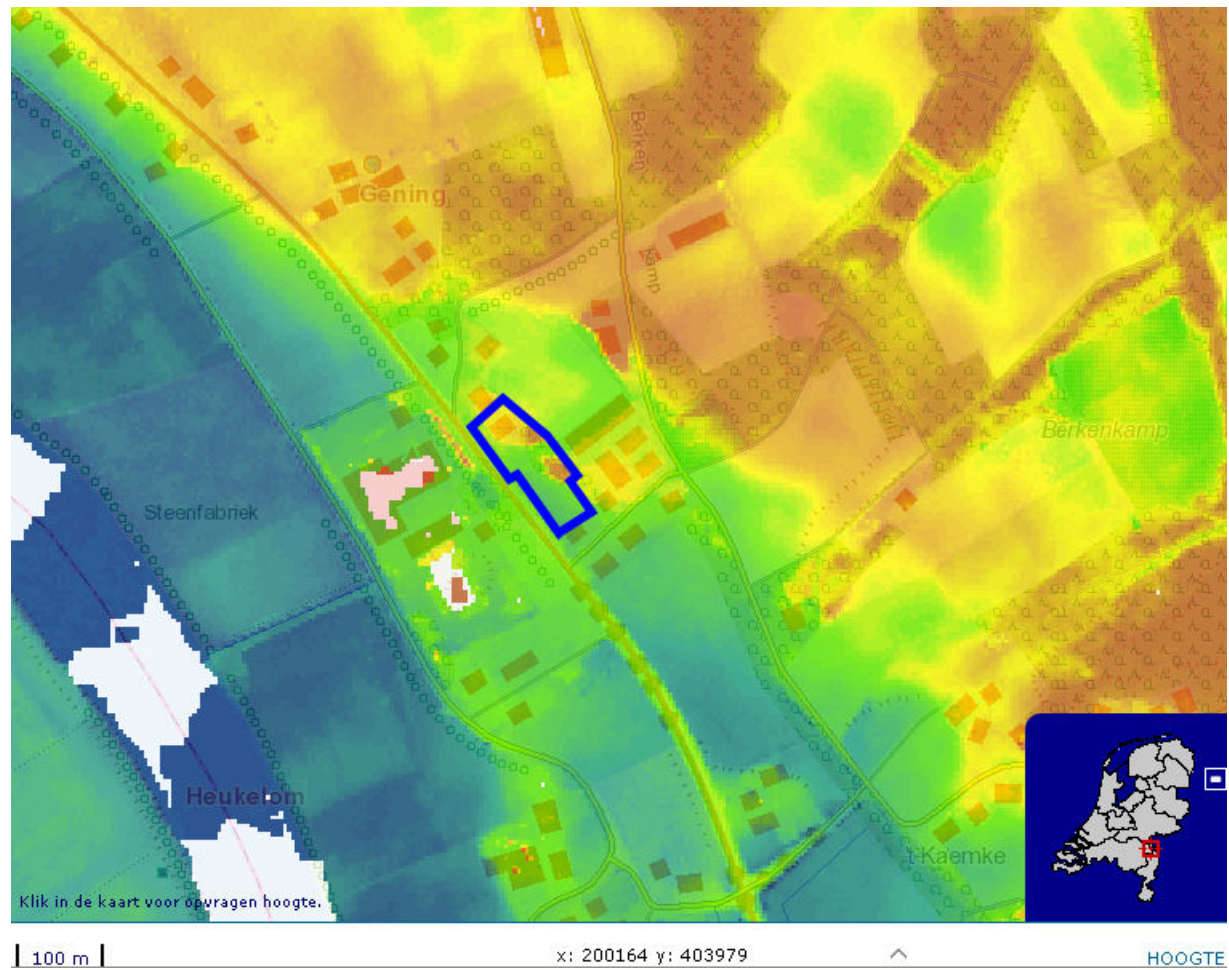 Berken
Gening
Kamp
Berkenkamp
Steenfabriek
Heukelom
't Kaemke
Klik in de kaart voor opvragen hoogte.
100 m
x: 200164 y: 403979
HOOGTE